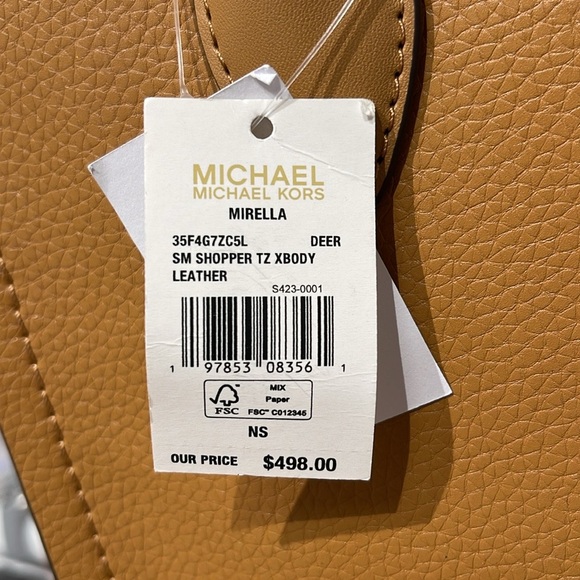 MICHAEL
MICHAEL KORS
MIRELLA
35F4G7ZC5L DEER
SM SHOPPER TZ XBODY
LEATHER
S423-0001
1 97853 08356 1
FSC
MIX
Paper
FSC™ C012345
NS
OUR PRICE $498.00